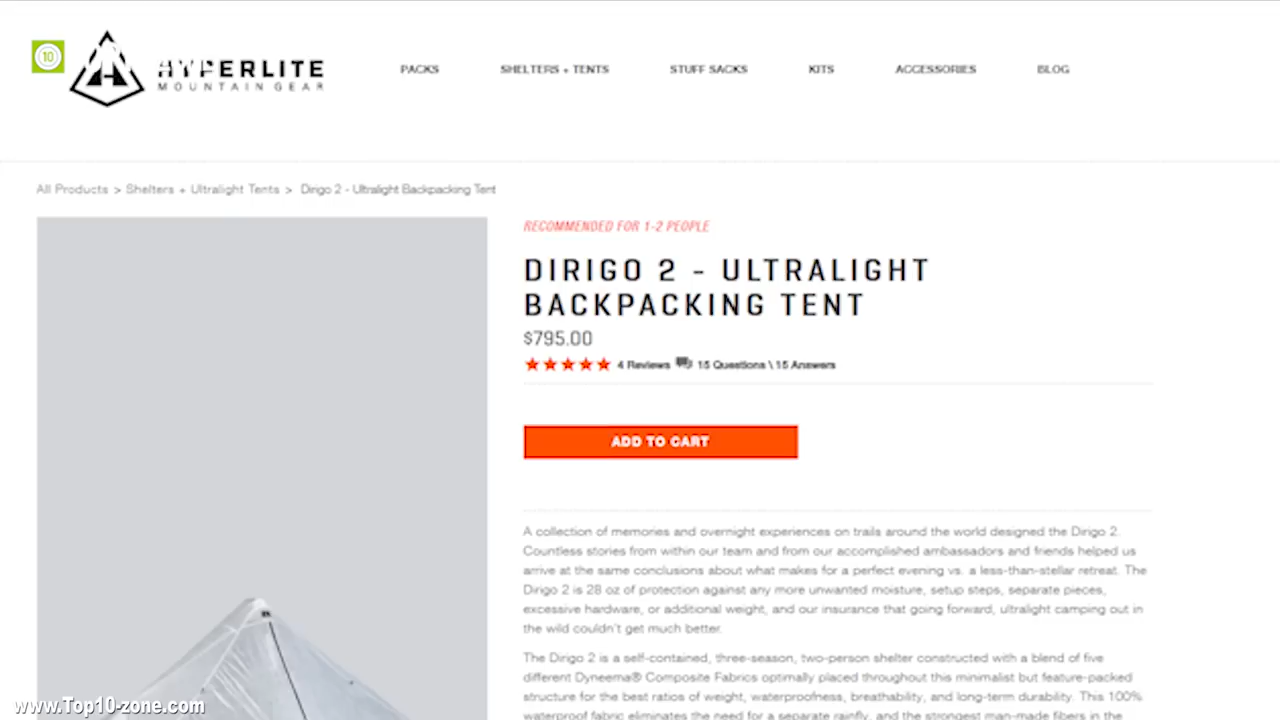 10
HYPERLITE
MOUNTAIN GEAR
PACKS
SHELTERS + TENTS
STUFF SACKS
KITS
ACCESSORIES
BLOG
All Products > Shelters + Ultralight Tents > Dirigo 2 - Ultralight Backpacking Tent
RECOMMENDED FOR 1-2 PEOPLE
DIRIGO 2 - ULTRALIGHT
BACKPACKING TENT
$795.00
4 Reviews 15 Questions \ 15 Answers
ADD TO CART
A collection of memories and overnight experiences on trails around the world designed the Dirigo 2.
Countless stories from within our team and from our accomplished ambassadors and friends helped us
arrive at the same conclusions about what makes for a perfect evening vs. a less-than-stellar retreat. The
Dirigo 2 is 28 oz of protection against any more unwanted moisture, setup steps, separate pieces,
excessive hardware, or additional weight, and our insurance that going forward, ultralight camping out in
the wild couldn't get much better.
The Dirigo 2 is a self-contained, three-season, two-person shelter constructed with a blend of five
different Dyneema® Composite Fabrics optimally placed throughout this minimalist but feature-packed
structure for the best ratios of weight, waterproofness, breathability, and long-term durability. This 100%
waterproof fabric eliminates the need for a separate rainfly, and the strongest man-made fibers in the
www.Top10-zone.com